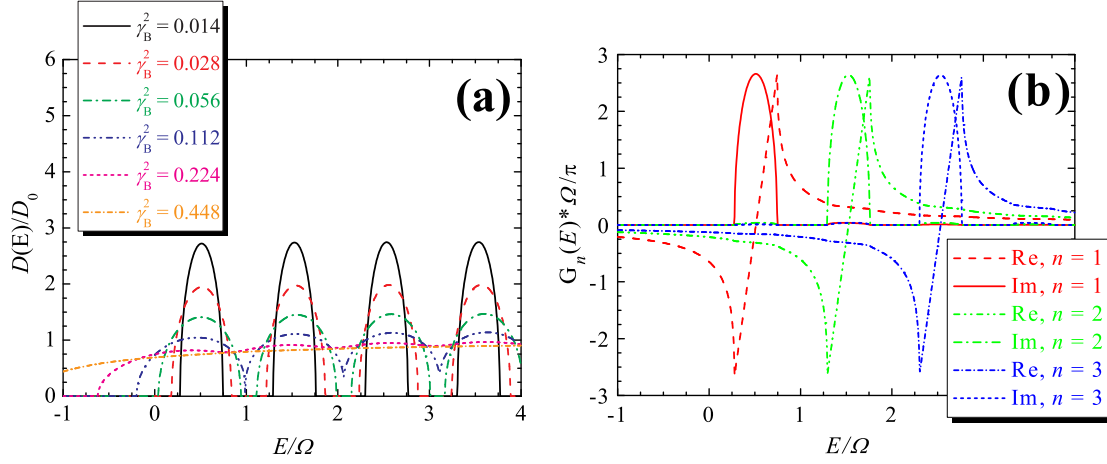 γ_B^2 = 0.014
γ_B^2 = 0.028
γ_B^2 = 0.056
γ_B^2 = 0.112
γ_B^2 = 0.224
γ_B^2 = 0.448
(a)
D(E)/D_0
6
5
4
3
2
1
0
-1 0 1 2 3 4
E/Ω
(b)
G_n(E)* Ω/π
3
2
1
0
-1
-2
-3
-1 0 1 2
E/Ω
Re, n = 1
Im, n = 1
Re, n = 2
Im, n = 2
Re, n = 3
Im, n = 3